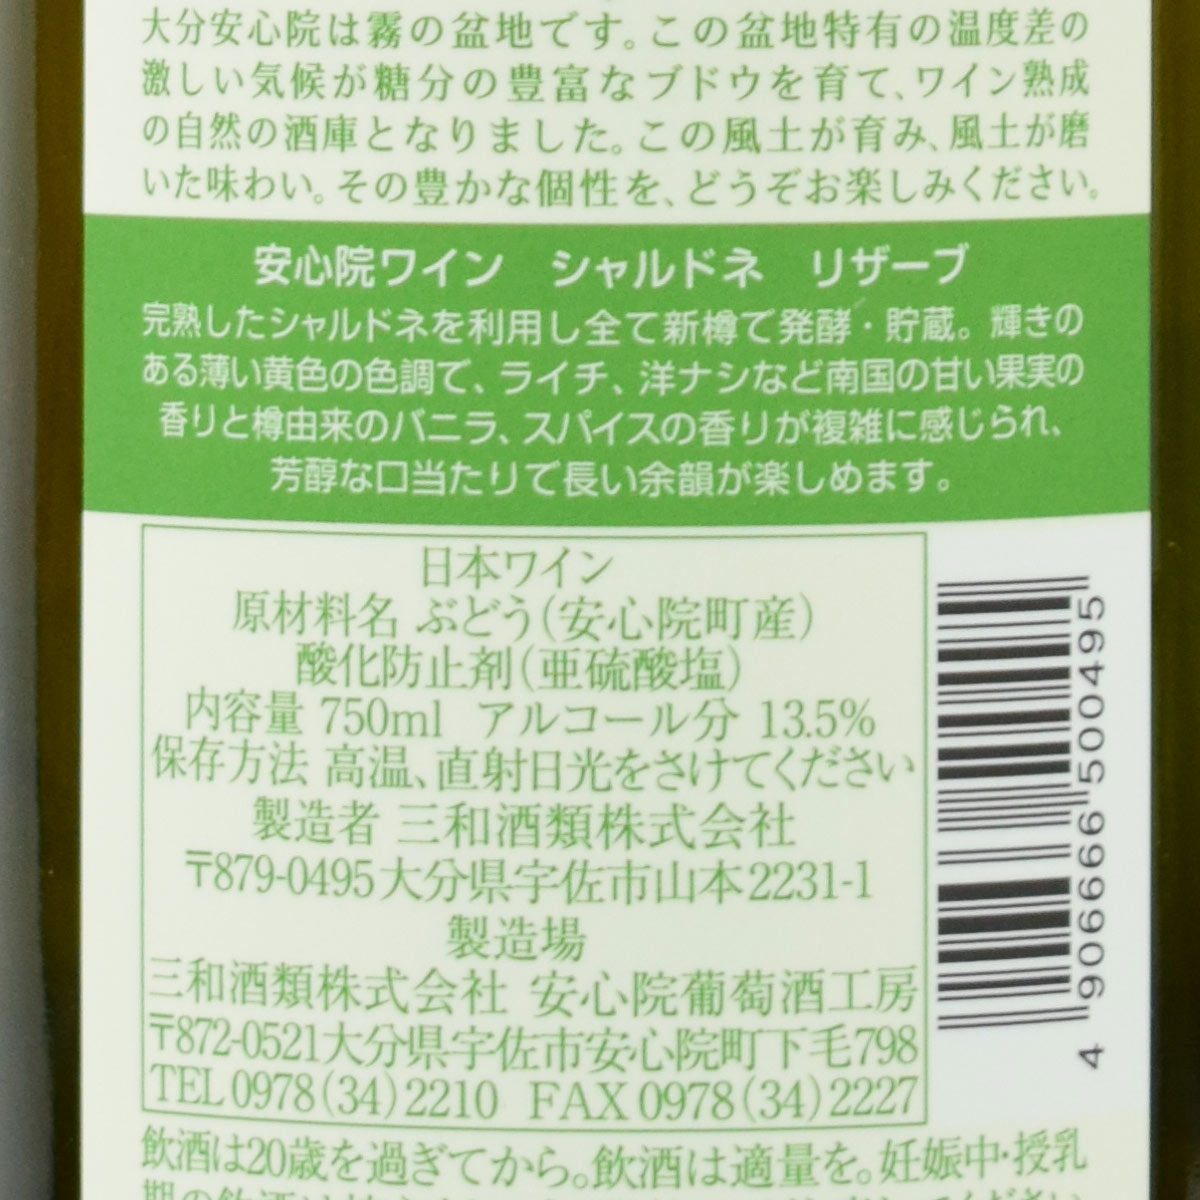 大分安心院は霧の盆地です。この盆地特有の温度差の
激しい気候が糖分の豊富なブドウを育て、ワイン熟成
の自然の酒庫となりました。この風土が育み、風土が磨
いた味わい。その豊かな個性を、どうぞお楽しみください。
安心院ワイン シャルドネ リザーブ
完熟したシャルドネを利用し全て新樽で発酵・貯蔵。輝きの
ある薄い黄色の色調で、ライチ、洋ナシなど南国の甘い果実の
香りと樽由来のバニラ、スパイスの香りが複雑に感じられ、
芳醇な口当たりで長い余韻が楽しめます。
日本ワイン
原材料名 ぶどう(安心院町産)
酸化防止剤(亜硫酸塩)
内容量 750ml アルコール分 13.5%
保存方法 高温、直射日光をさけてください
製造者 三和酒類株式会社
〒879-0495大分県宇佐市山本2231-1
製造場
三和酒類株式会社 安心院葡萄酒工房
〒872-0521大分県宇佐市安心院町下毛798
TEL0978(34)2210 FAX0978(34)2227
4906666500495
飲酒は20歳を過ぎてから。飲酒は適量を。妊娠中・授乳
期の飲酒は